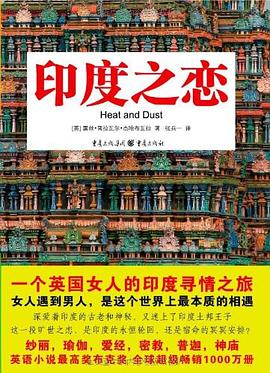 印度之恋
Heat and Dust
[英] 露丝·鲍尔·杰哈布瓦拉 著 张兵一 译
重庆出版集团 重庆出版社
一个英国女人的印度寻情之旅
女人遇到男人，是这个世界上最本质的相遇
深爱着印度的古老和神秘，又迷上了印度土邦王子
这一段旷世之恋，是印度的永恒轮回，还是宿命的冥冥安排？
纱丽，瑜伽，爱经，密教，普迦，神庙
英语小说最高奖布克奖 全球超级畅销1000万册